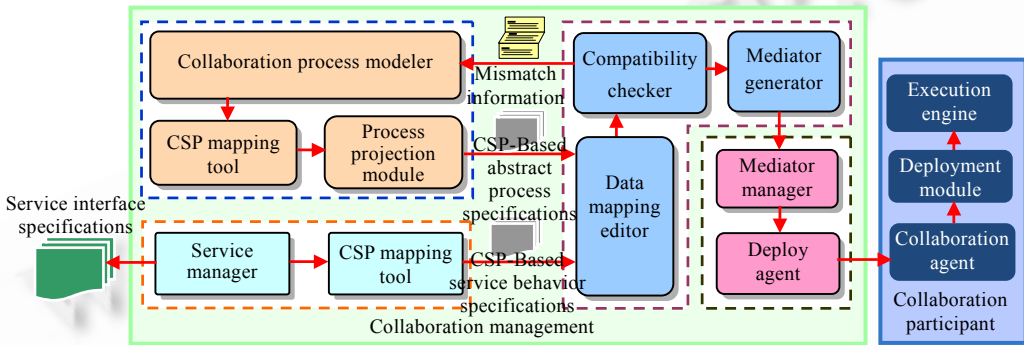 Collaboration process modeler
CSP mapping
tool
Process
projection
module
Mismatch
information
CSP-Based
abstract
process
specifications
Compatibility
checker
Mediator
generator
Data
mapping
editor
Mediator
manager
Deploy
agent
Execution
engine
Deployment
module
Collaboration
agent
Collaboration
participant
Service interface
specifications
Service
manager
CSP mapping
tool
CSP-Based
service behavior
specifications
Collaboration management